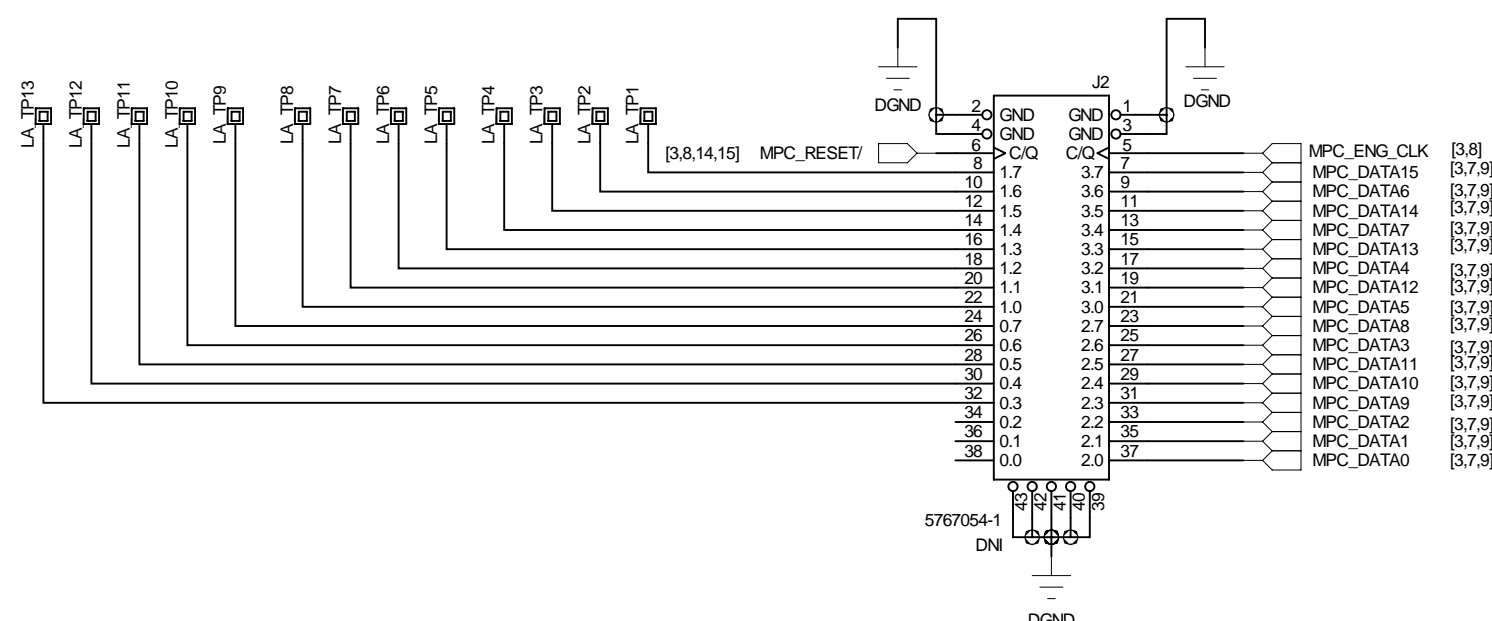 LA_TP13
LA_TP12
LA_TP11
LA_TP10
LA_TP9
LA_TP8
LA_TP7
LA_TP6
LA_TP5
LA_TP4
LA_TP3
LA_TP2
LA_TP1
DGND
DGND
J2
2 GND GND 1
4 GND GND 3
[3,8,14,15] MPC_RESET/ 6 C/Q C/Q 5 MPC_ENG_CLK [3,8]
8 1.7 3.7 7 MPC_DATA15 [3,7,9]
10 1.6 3.6 9 MPC_DATA6 [3,7,9]
12 1.5 3.5 11 MPC_DATA14 [3,7,9]
14 1.4 3.4 13 MPC_DATA7 [3,7,9]
16 1.3 3.3 15 MPC_DATA13 [3,7,9]
18 1.2 3.2 17 MPC_DATA4 [3,7,9]
20 1.1 3.1 19 MPC_DATA12 [3,7,9]
22 1.0 3.0 21 MPC_DATA5 [3,7,9]
24 0.7 2.7 23 MPC_DATA8 [3,7,9]
26 0.6 2.6 25 MPC_DATA3 [3,7,9]
28 0.5 2.5 27 MPC_DATA11 [3,7,9]
30 0.4 2.4 29 MPC_DATA10 [3,7,9]
32 0.3 2.3 31 MPC_DATA9 [3,7,9]
34 0.2 2.2 33 MPC_DATA2 [3,7,9]
36 0.1 2.1 35 MPC_DATA1 [3,7,9]
38 0.0 2.0 37 MPC_DATA0 [3,7,9]
43 42 41 40 39
5767054-1
DNI
DGND